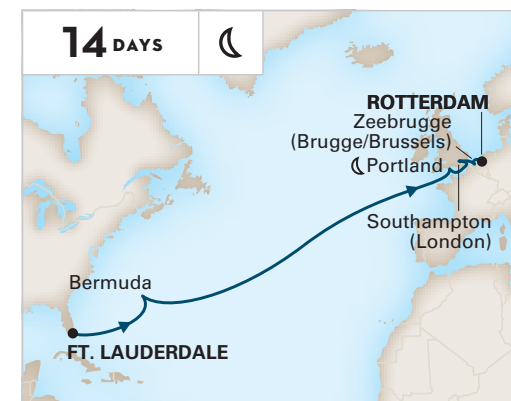 14 DAYS
ROTTERDAM
Zeebrugge
(Brugge/Brussels)
Portland
Southampton
(London)
Bermuda
FT. LAUDERDALE